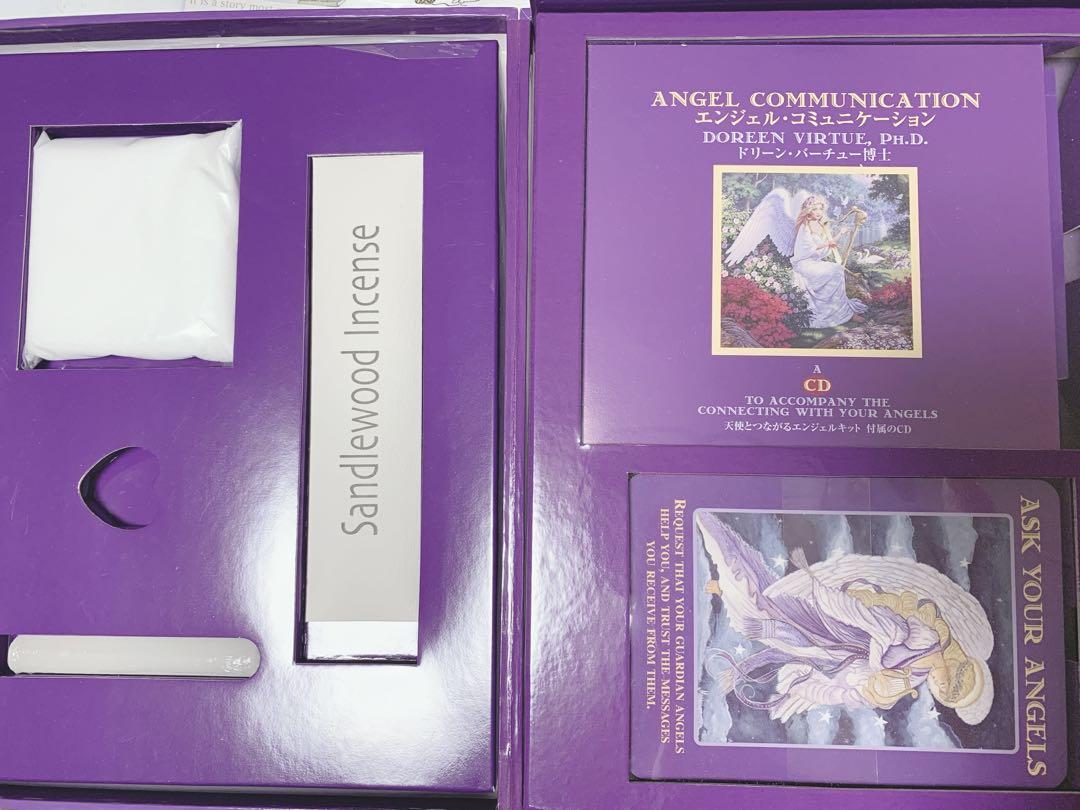 It is a story most
Sandlewood Incense
ANGEL COMMUNICATION
エンジェル・コミュニケーション
DOREEN VIRTUE, PH.D.
ドリーン・バーチュー博士
A
CD
TO ACCOMPANY THE
CONNECTING WITH YOUR ANGELS
天使とつながるエンジェルキット 付属のCD
ASK YOUR ANGELS
REQUEST THAT YOUR GUARDIAN ANGELS
HELP YOU, AND TRUST THE MESSAGES
YOU RECEIVE FROM THEM.